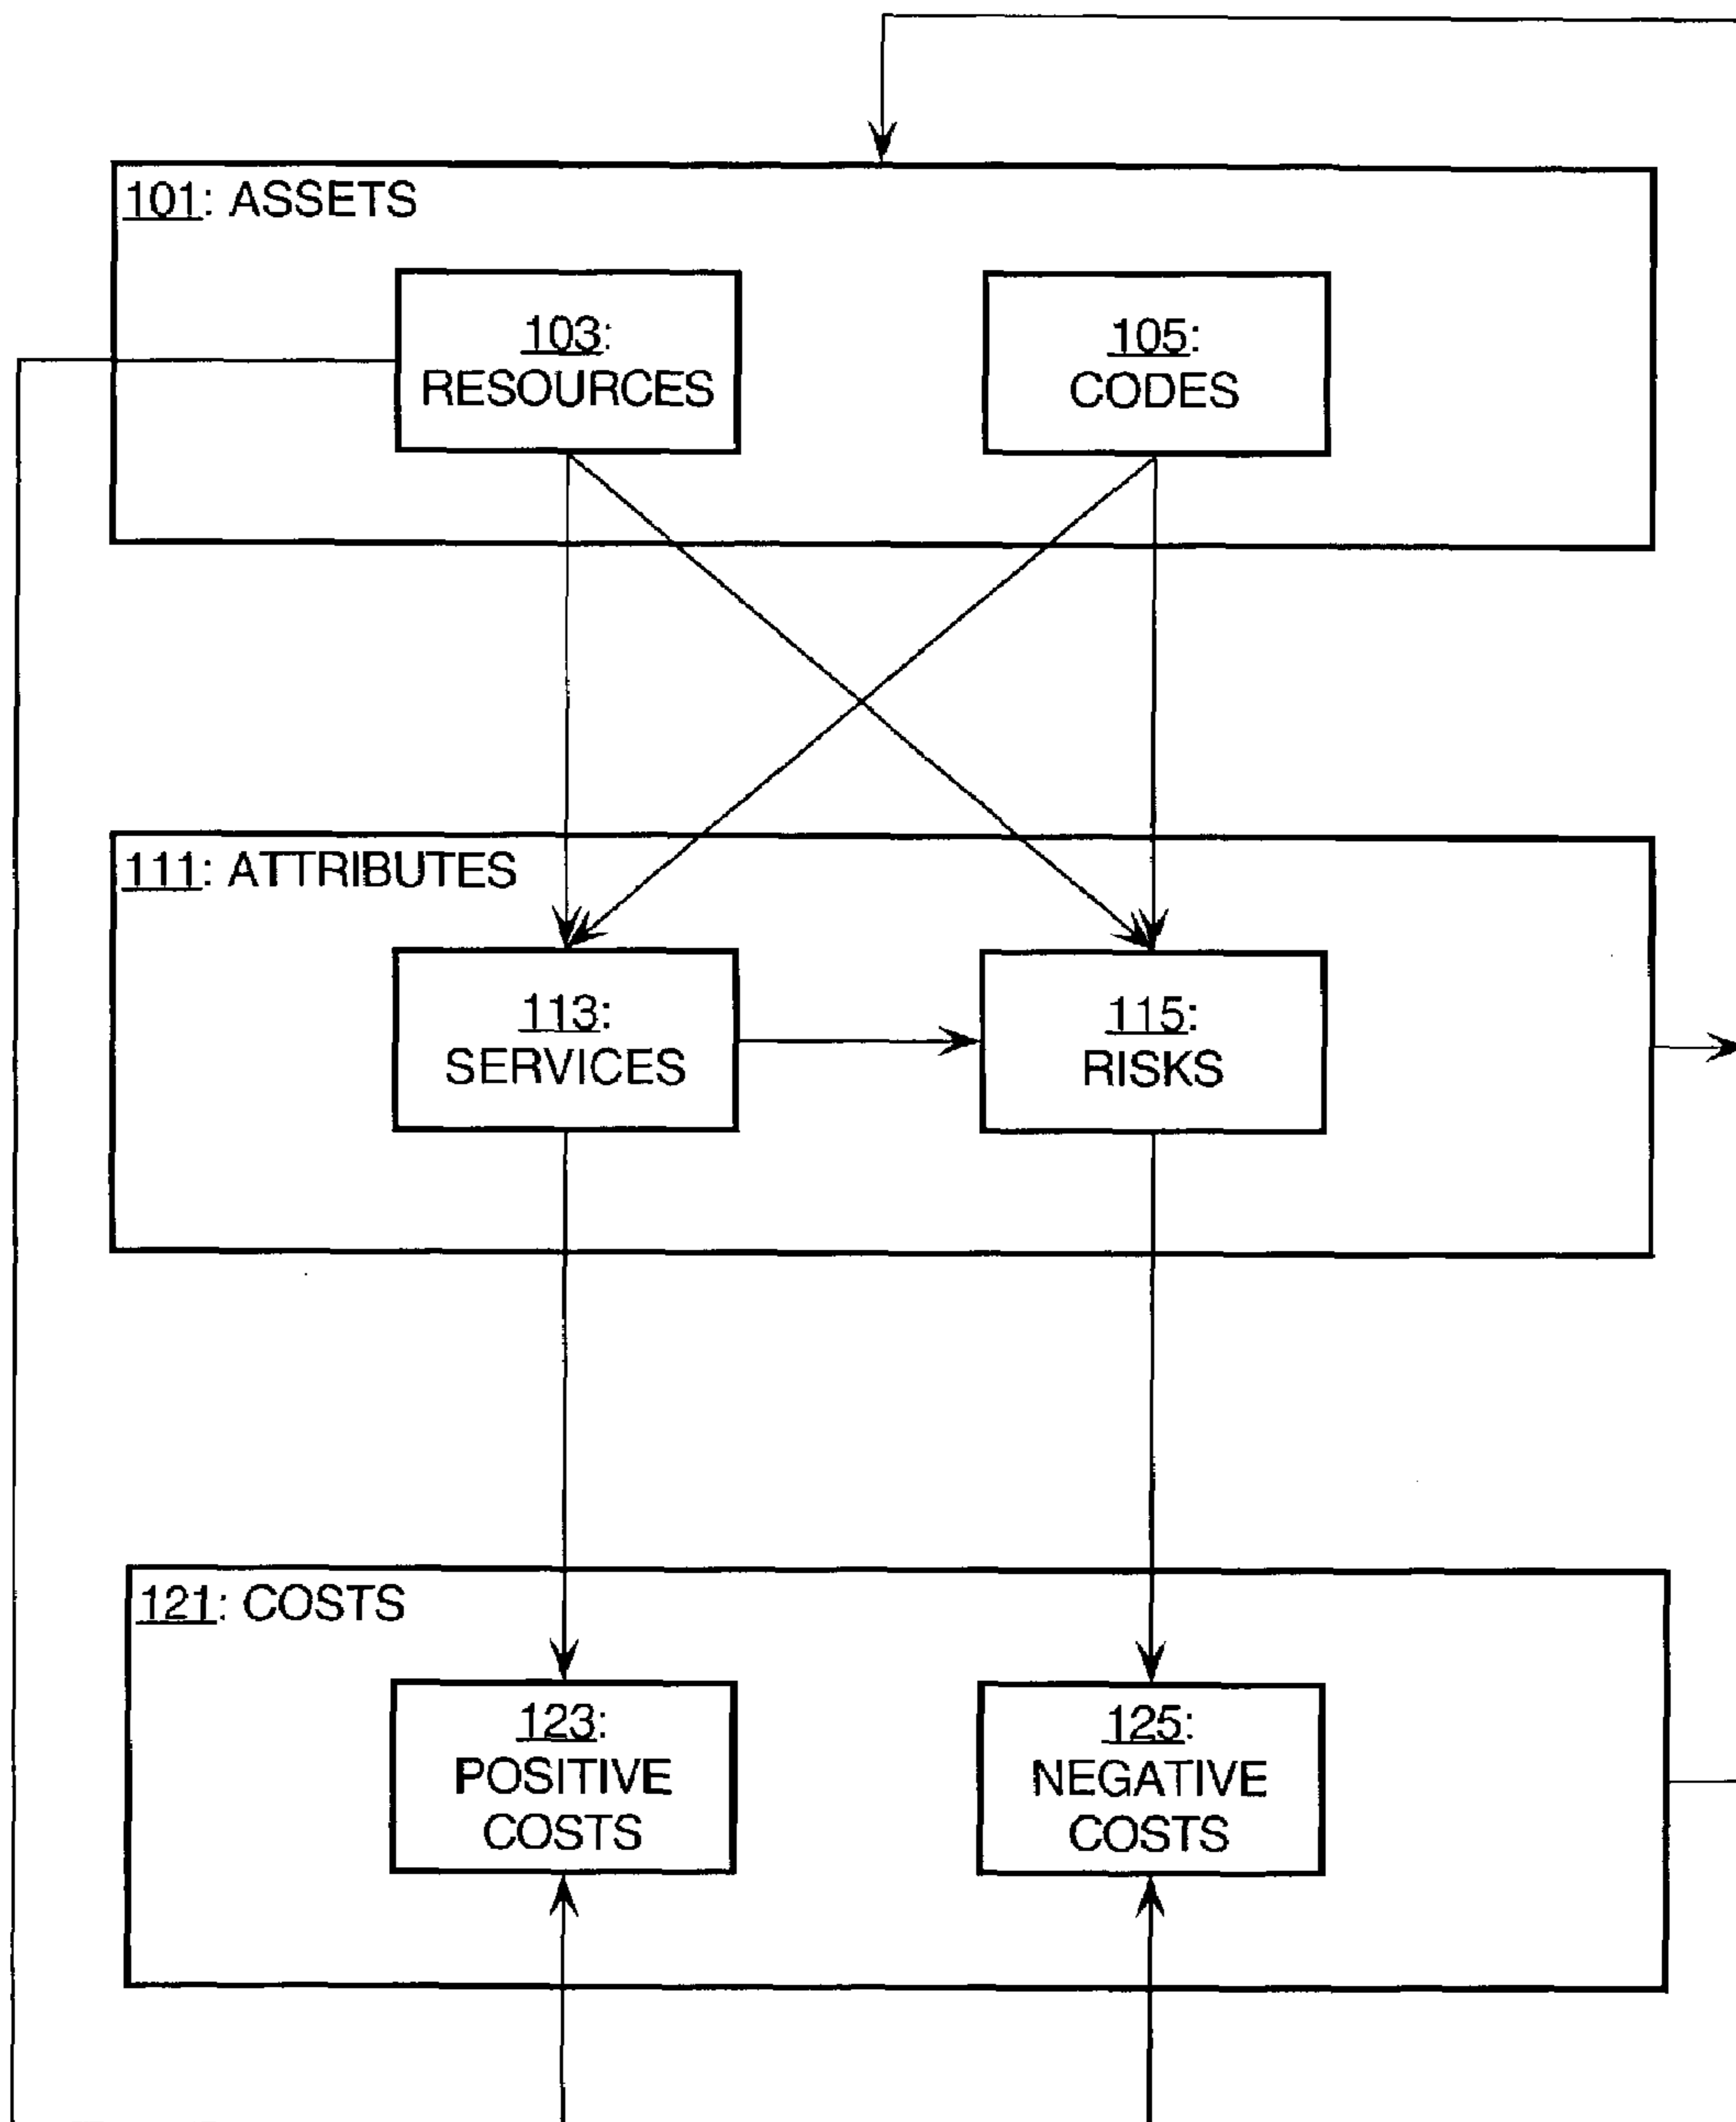 101: ASSETS
103:
RESOURCES
105:
CODES
111: ATTRIBUTES
113:
SERVICES
115:
RISKS
121: COSTS
123:
POSITIVE
COSTS
125:
NEGATIVE
COSTS